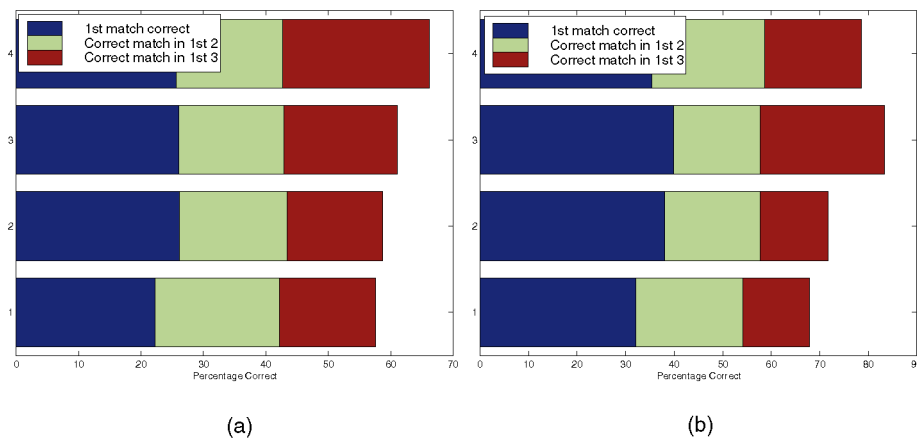 1st match correct
Correct match in 1st 2
Correct match in 1st 3
4
3
2
1
0 10 20 30 40 50 60 70
Percentage Correct
(a)
1st match correct
Correct match in 1st 2
Correct match in 1st 3
4
3
2
1
0 10 20 30 40 50 60 70 80 90
Percentage Correct
(b)